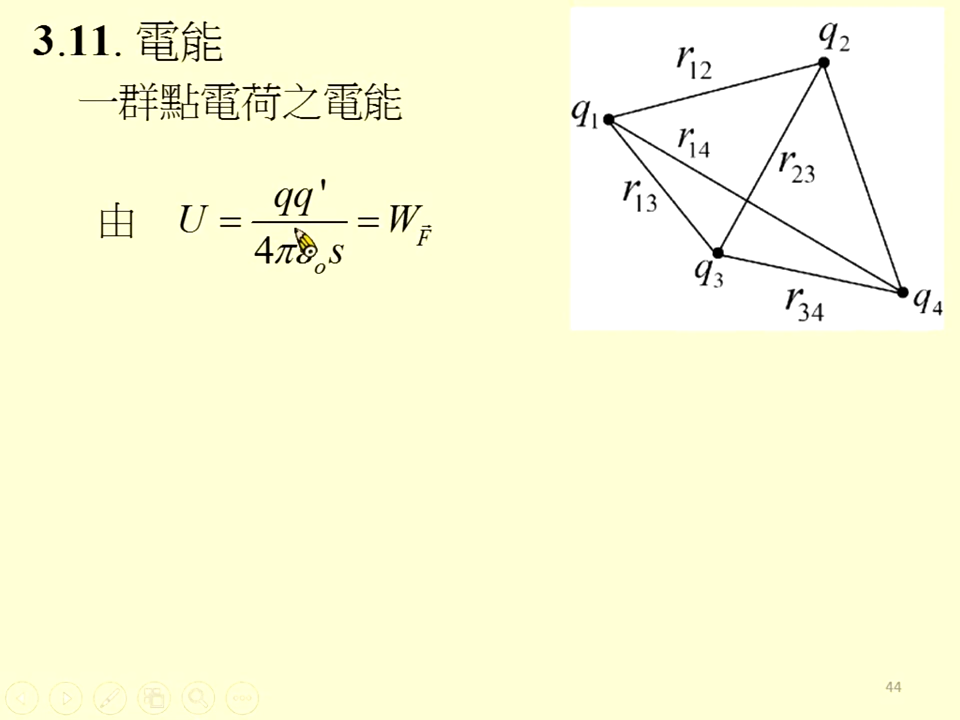 3.11. 電能
一群點電荷之電能
由 U = qq' / 4πε₀s = W_F⃗
q₂
r₁₂
q₁
r₁₄
r₂₃
r₁₃
q₃
q₄
r₃₄
44